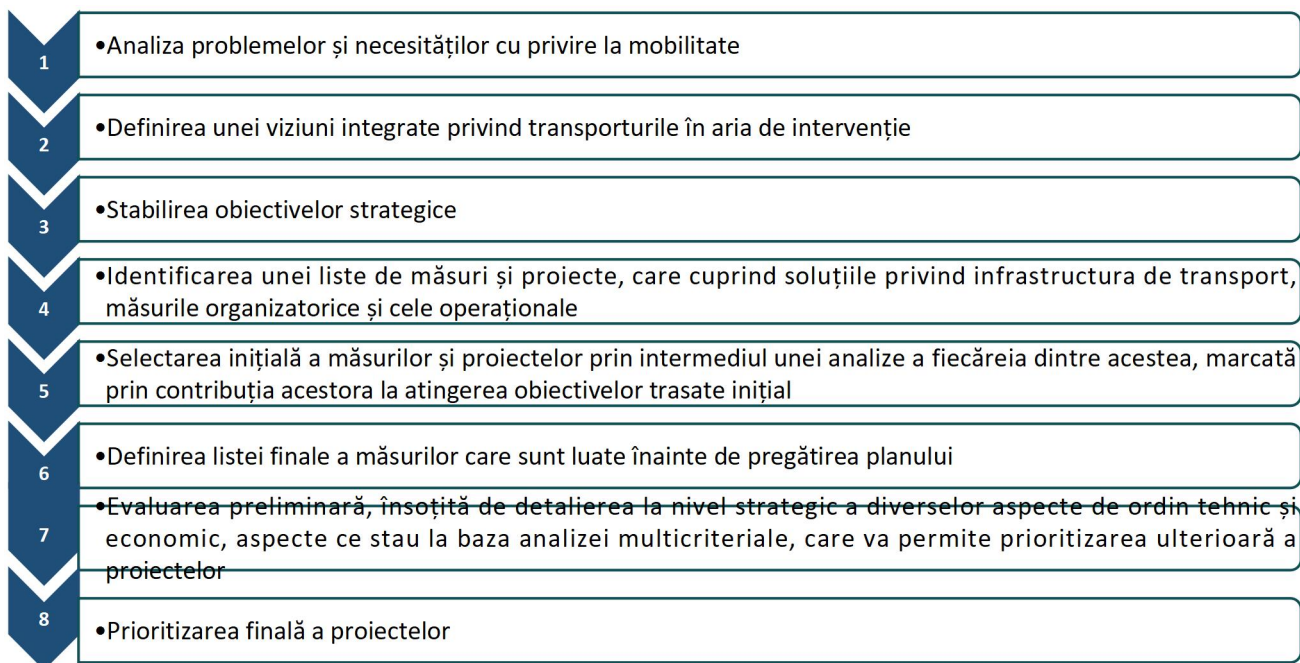 1
•Analiza problemelor și necesităților cu privire la mobilitate
2
•Definirea unei viziuni integrate privind transporturile în aria de intervenție
3
•Stabilirea obiectivelor strategice
4
•Identificarea unei liste de măsuri și proiecte, care cuprind soluțiile privind infrastructura de transport,
măsurile organizatorice și cele operaționale
5
•Selectarea inițială a măsurilor și proiectelor prin intermediul unei analize a fiecăreia dintre acestea, marcată
prin contribuția acestora la atingerea obiectivelor trasate inițial
6
•Definirea listei finale a măsurilor care sunt luate înainte de pregătirea planului
7
•Evaluarea preliminară, însoțită de detalierea la nivel strategic a diverselor aspecte de ordin tehnic și
economic, aspecte ce stau la baza analizei multicriteriale, care va permite prioritizarea ulterioară a
proiectelor
8
•Prioritizarea finală a proiectelor